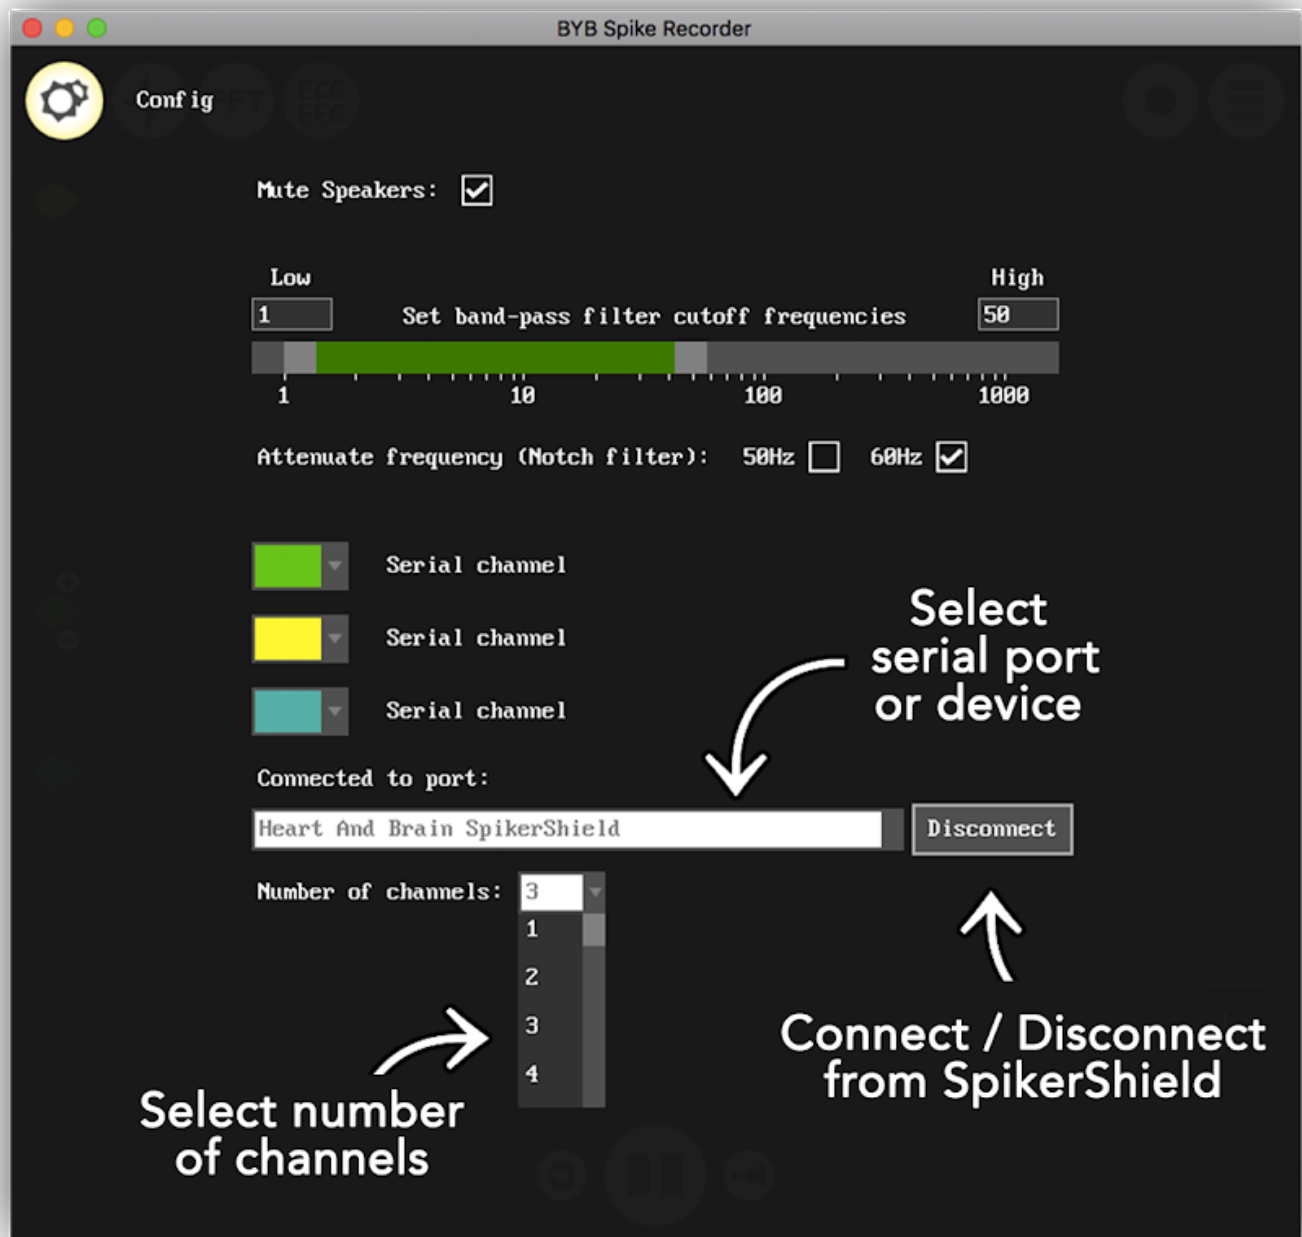 BYB Spike Recorder
Config
FFT
ECG
EEG
Mute Speakers:
Low
High
1
Set band-pass filter cutoff frequencies
50
1 10 100 1000
Attenuate frequency (Notch filter): 50Hz 60Hz
Serial channel
Serial channel
Serial channel
Select
serial port
or device
Connected to port:
Heart And Brain SpikerShield
Disconnect
Number of channels: 3
1
2
3
4
Connect / Disconnect
from SpikerShield
Select number
of channels